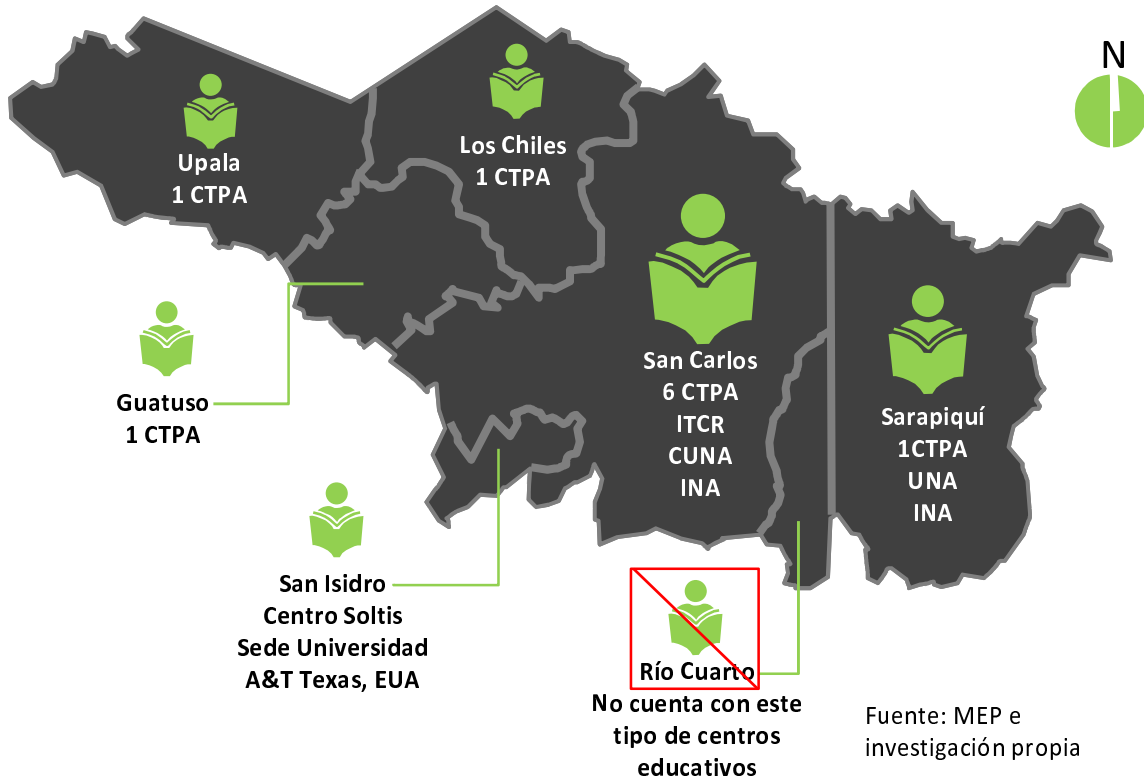 N
Upala
1 CTPA
Los Chiles
1 CTPA
Guatuso
1 CTPA
San Carlos
6 CTPA
ITCR
CUNA
INA
Sarapiquí
1CTPA
UNA
INA
San Isidro
Centro Soltis
Sede Universidad
A&T Texas, EUA
Río Cuarto
No cuenta con este
tipo de centros
educativos
Fuente: MEP e
investigación propia